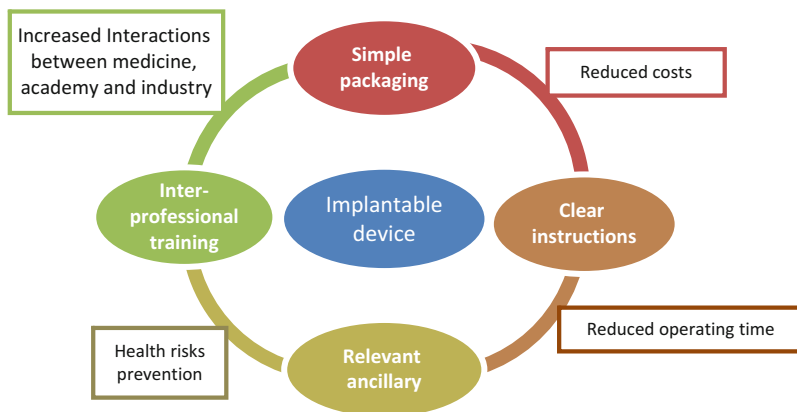 Increased Interactions
between medicine,
academy and industry
Simple
packaging
Reduced costs
Inter-
professional
training
Implantable
device
Clear
instructions
Health risks
prevention
Relevant
ancillary
Reduced operating time